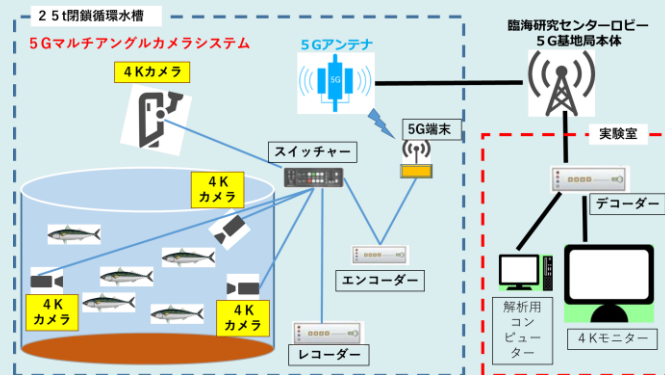 ２５t閉鎖循環水槽
５Gマルチアングルカメラシステム
４Kカメラ
５Gアンテナ
5G
臨海研究センターロビー
５G基地局本体
5G端末
スイッチャー
実験室
４K
カメラ
デコーダー
エンコーダー
４K
カメラ
４K
カメラ
レコーダー
解析用
コン
ピュー
ター
４Kモニター